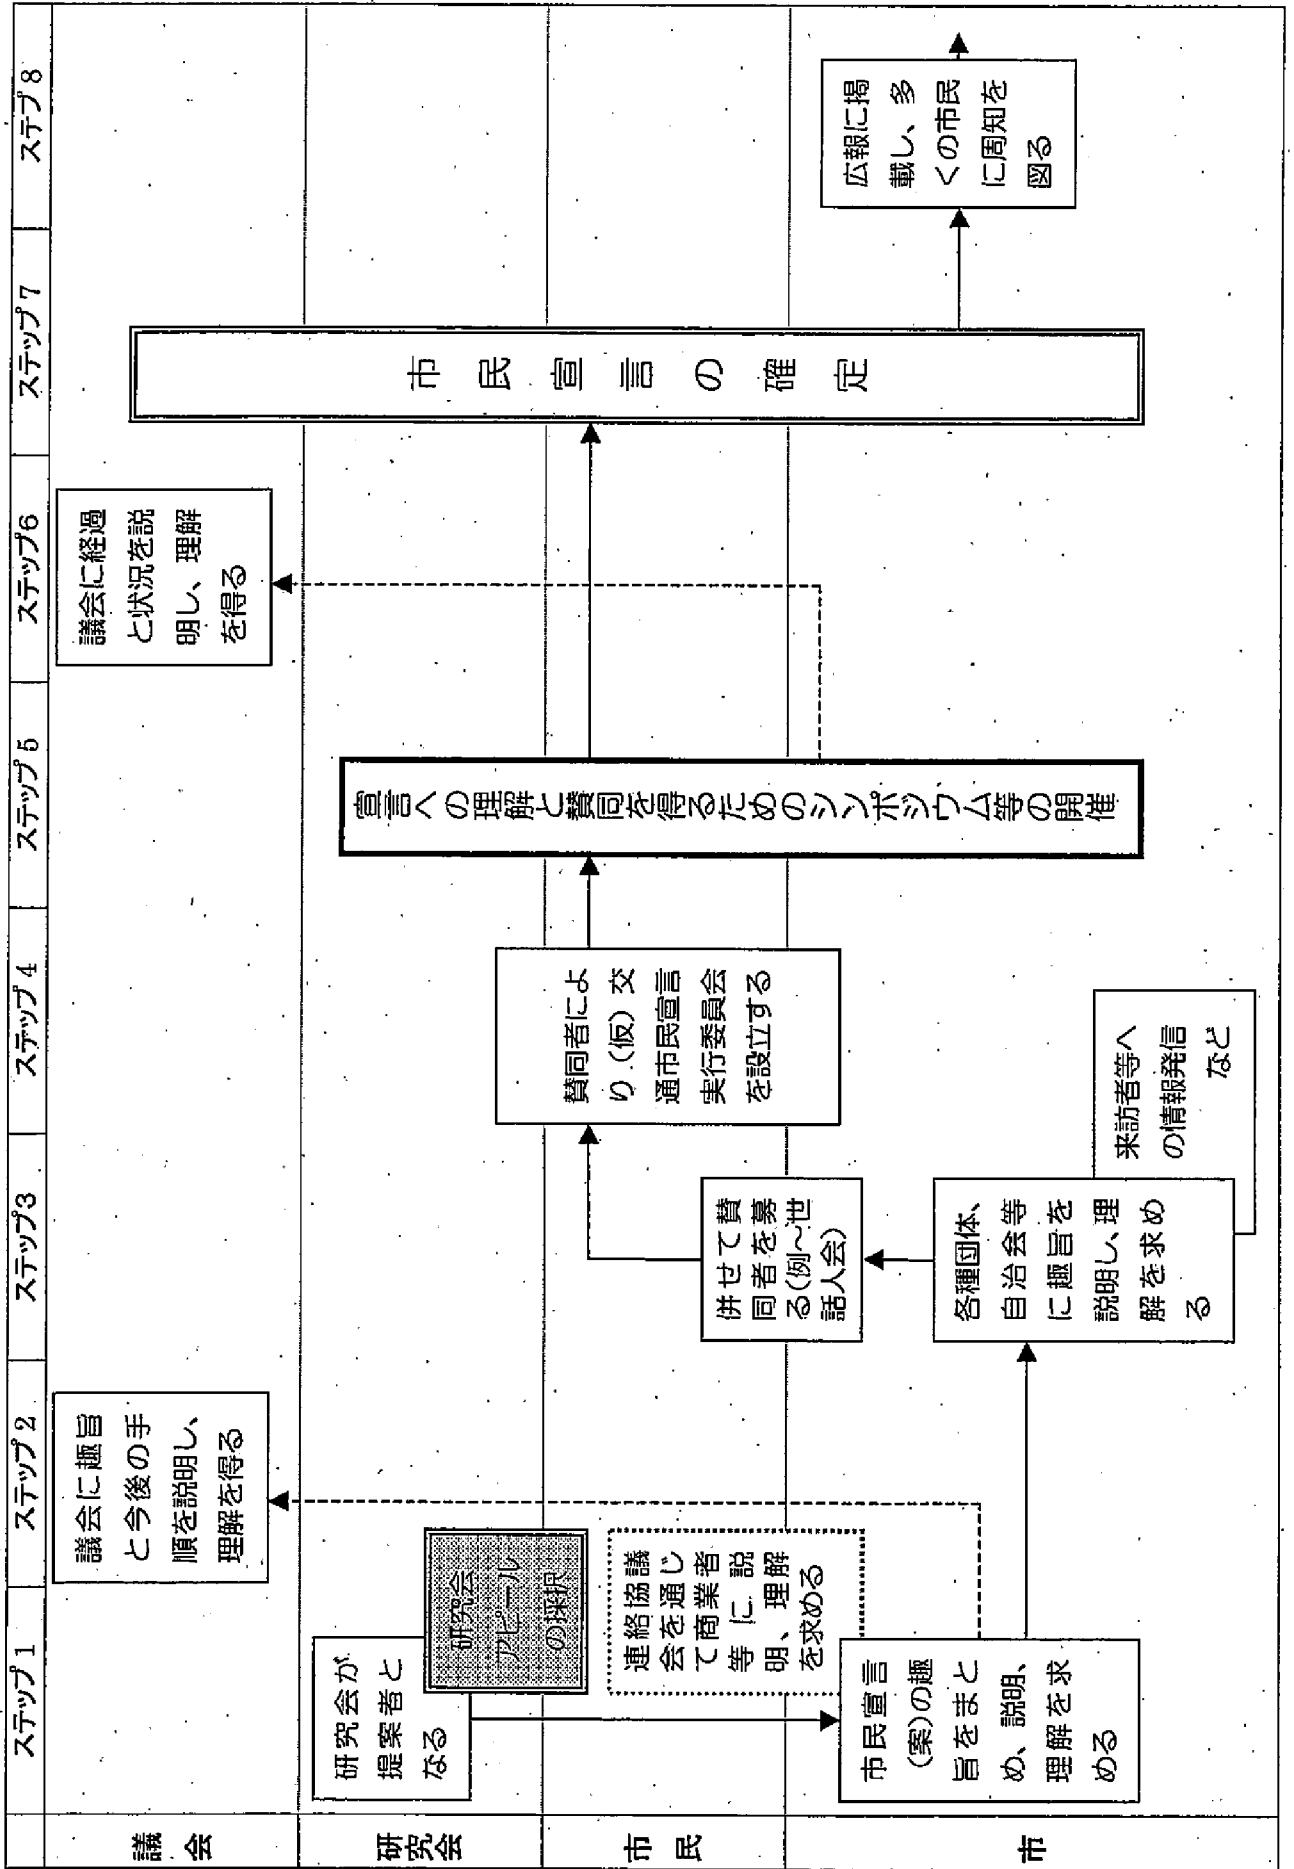 ステップ1
ステップ2
ステップ3
ステップ4
ステップ5
ステップ6
ステップ7
ステップ8
議会
議会に趣旨
と今後の手
順を説明し、
理解を得る
議会に経過
と状況を説
明し、理解
を得る
研究会
研究会が
提案者と
なる
研究会
アピール
の採択
市民
連絡協議
会を通じ
て商業者
等に説
明、理解
を求める
併せて賛
同者を募
る(例~世
話人会)
賛同者によ
り(仮)交
通市民宣言
実行委員会
を設立する
宣言への理解と賛同を得るためのシンポジウム等の開催
市民宣言の確定
市
市民宣言
(案)の趣
旨をまと
め、説明、
理解を求
める
各種団体、
自治会等
に趣旨を
説明し、理
解を求め
る
来訪者等へ
の情報発信
など
広報に掲
載し、多
くの市民
に周知を
図る